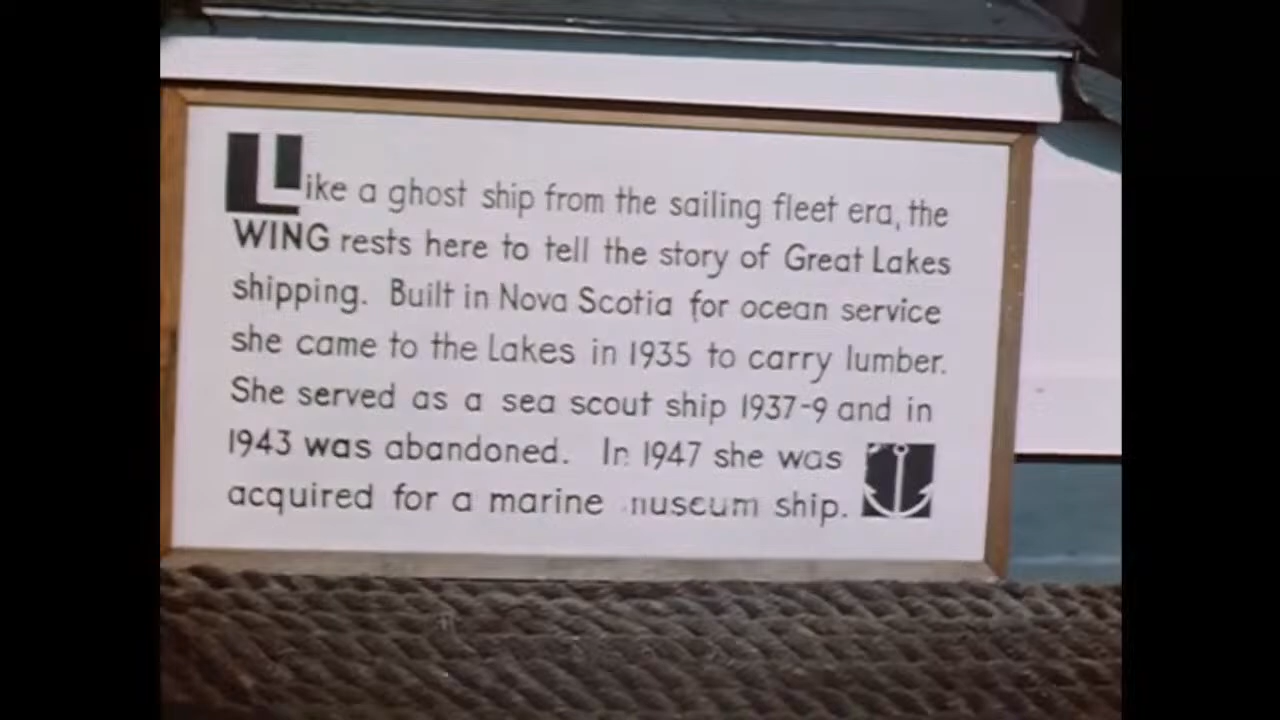 Like a ghost ship from the sailing fleet era, the
WING rests here to tell the story of Great Lakes
shipping. Built in Nova Scotia for ocean service
she came to the Lakes in 1935 to carry lumber.
She served as a sea scout ship 1937-9 and in
1943 was abandoned. In 1947 she was
acquired for a marine museum ship.